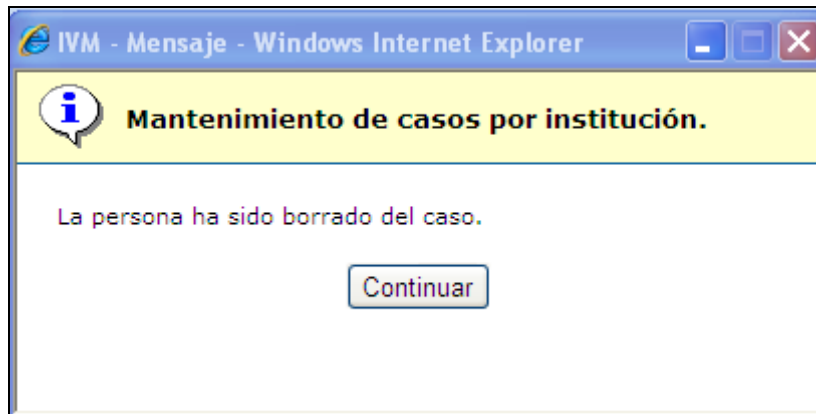 IVM - Mensaje - Windows Internet Explorer
Mantenimiento de casos por institución.
La persona ha sido borrado del caso.
Continuar